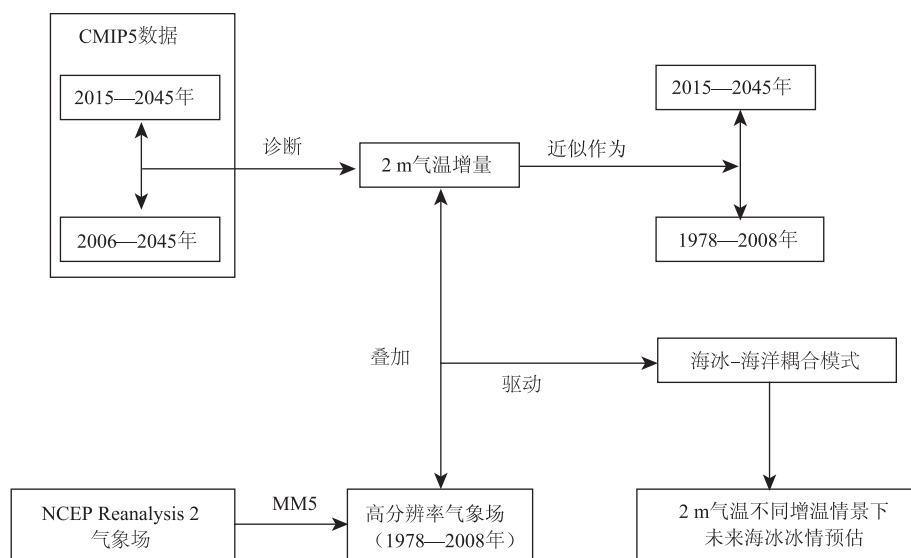 CMIP5数据
2015—2045年
2006—2045年
诊断
2 m气温增量
近似作为
2015—2045年
1978—2008年
叠加
驱动
海冰–海洋耦合模式
NCEP Reanalysis 2
气象场
MM5
高分辨率气象场
（1978—2008年）
2 m气温不同增温情景下
未来海冰冰情预估